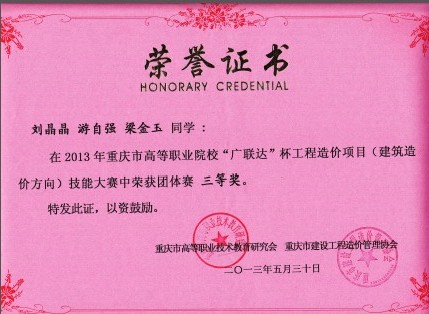 荣誉证书
HONORARY CREDENTIAL
刘晶晶 游自强 梁金玉 同学：
在 2013 年重庆市高等职业院校“广联达”杯工程造价项目（建筑造
价方向）技能大赛中荣获团体赛 三等奖。
特发此证，以资鼓励。
重庆市高等职业技术教育研究会 重庆市建设工程造价管理协会
二〇一三年五月三十日